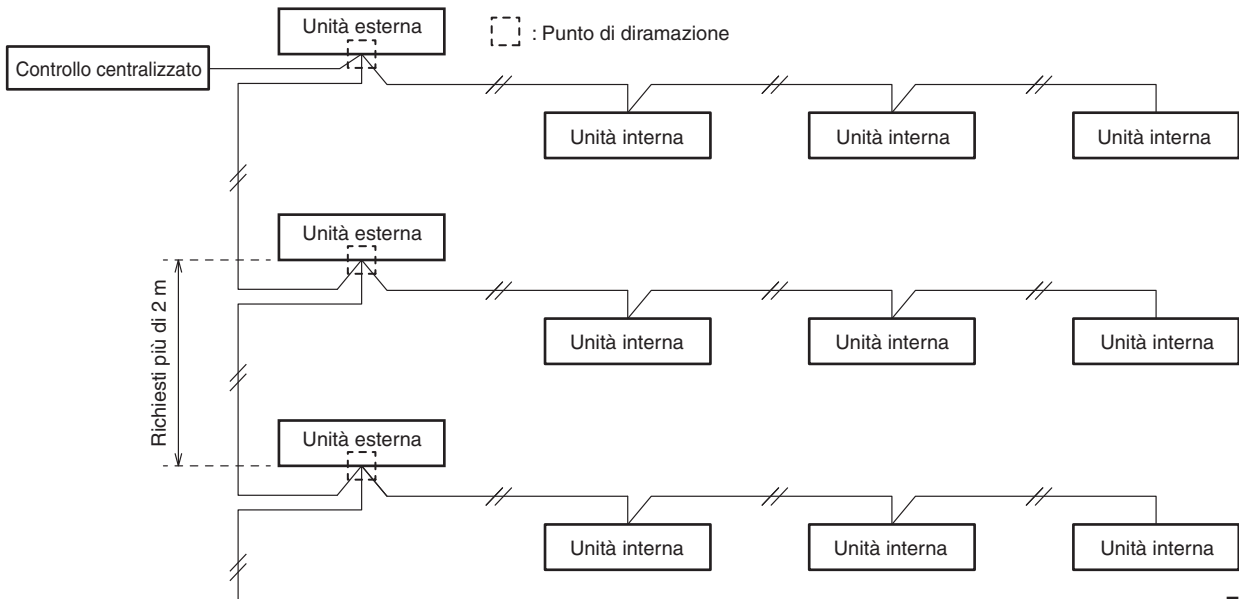 Unità esterna
: Punto di diramazione
Controllo centralizzato
Unità interna
Unità interna
Unità interna
Unità esterna
Richiesti più di 2 m
Unità interna
Unità interna
Unità interna
Unità esterna
Unità interna
Unità interna
Unità interna